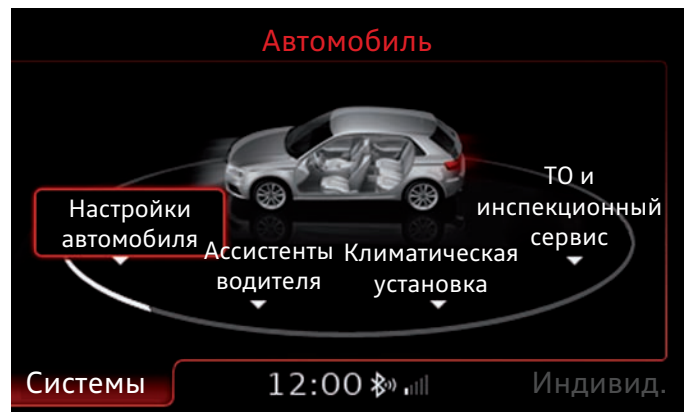 Автомобиль
Настройки
автомобиля
Ассистенты
водителя
Климатическая
установка
ТО и
инспекционный
сервис
Системы
12:00
Индивид.